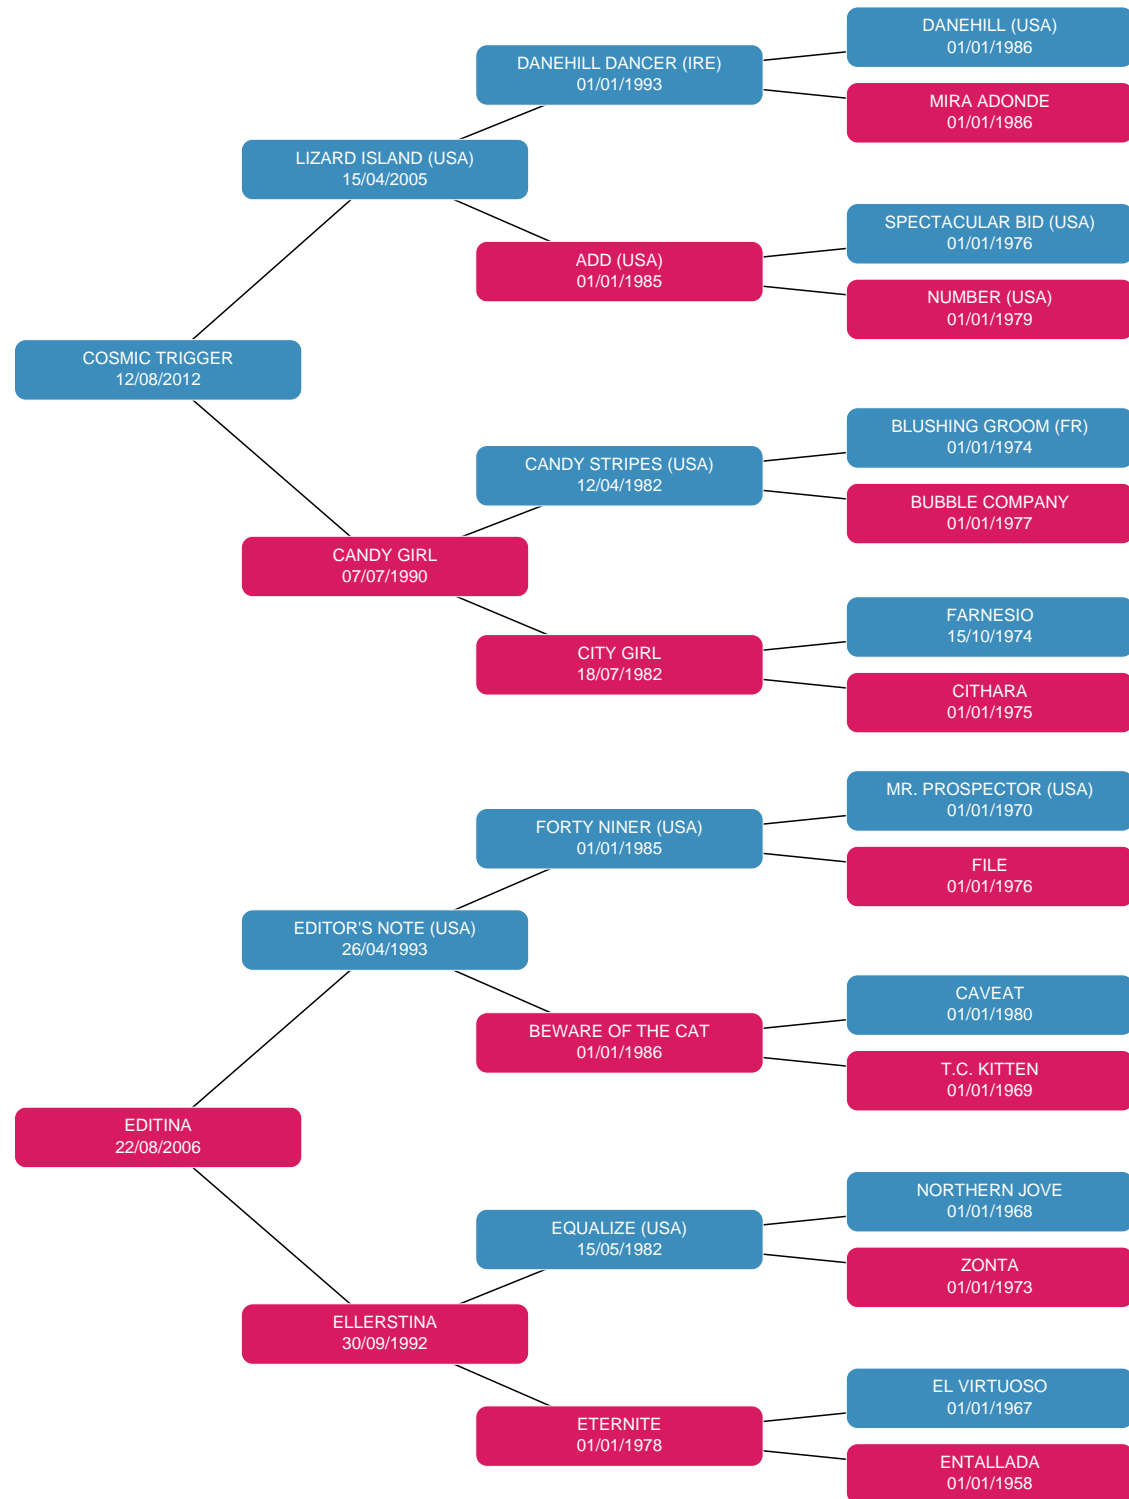 DANEHILL (USA)
01/01/1986
DANEHILL DANCER (IRE)
01/01/1993
MIRA ADONDE
01/01/1986
LIZARD ISLAND (USA)
15/04/2005
SPECTACULAR BID (USA)
01/01/1976
ADD (USA)
01/01/1985
NUMBER (USA)
01/01/1979
COSMIC TRIGGER
12/08/2012
BLUSHING GROOM (FR)
01/01/1974
CANDY STRIPES (USA)
12/04/1982
BUBBLE COMPANY
01/01/1977
CANDY GIRL
07/07/1990
FARNESIO
15/10/1974
CITY GIRL
18/07/1982
CITHARA
01/01/1975
MR. PROSPECTOR (USA)
01/01/1970
FORTY NINER (USA)
01/01/1985
FILE
01/01/1976
EDITOR'S NOTE (USA)
26/04/1993
CAVEAT
01/01/1980
BEWARE OF THE CAT
01/01/1986
T.C. KITTEN
01/01/1969
EDITINA
22/08/2006
NORTHERN JOVE
01/01/1968
EQUALIZE (USA)
15/05/1982
ZONTA
01/01/1973
ELLERSTINA
30/09/1992
EL VIRTUOSO
01/01/1967
ETERNITE
01/01/1978
ENTALLADA
01/01/1958